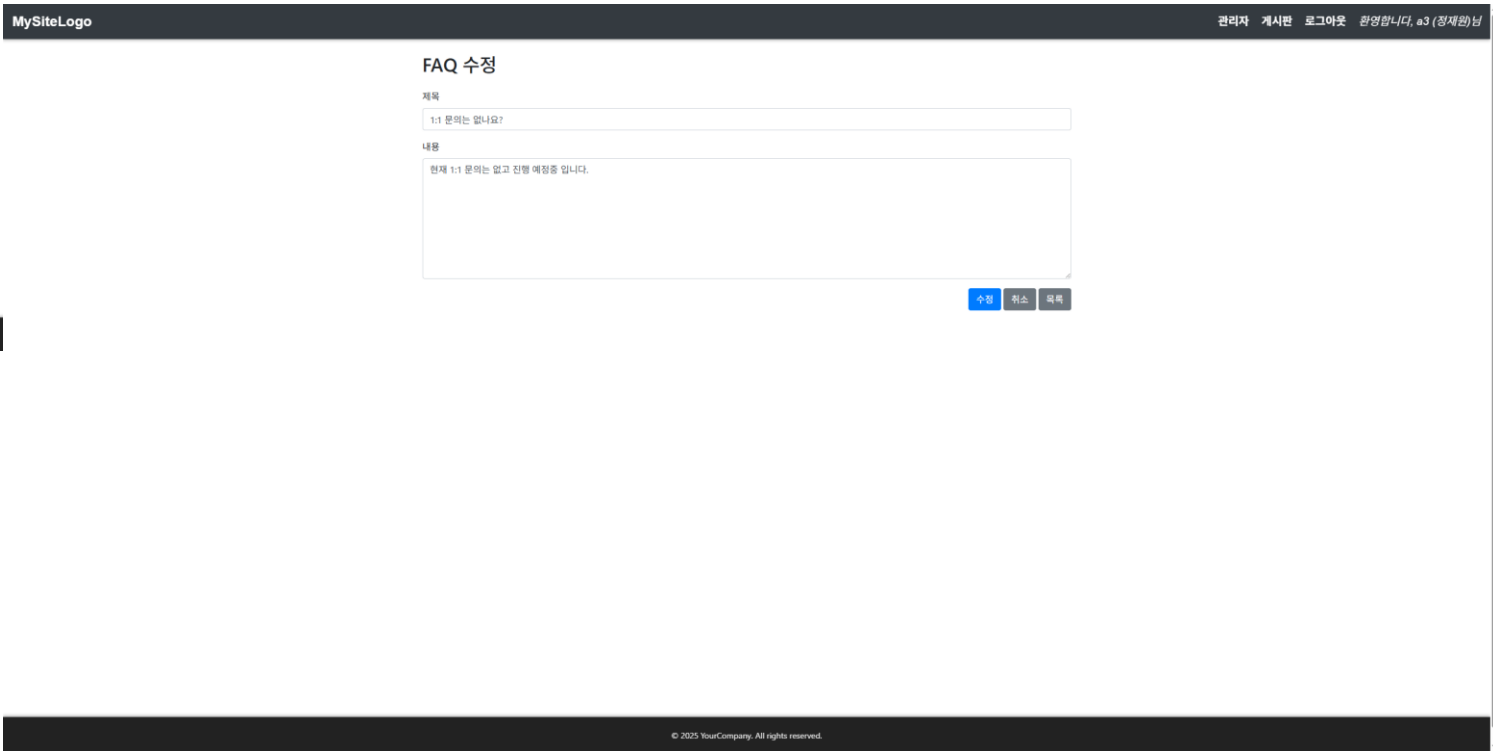 MySiteLogo
관리자 게시판 로그아웃 환영합니다, a3 (정재원)님
FAQ 수정
제목
1:1 문의는 없나요?
내용
현재 1:1 문의는 없고 진행 예정중 입니다.
수정 취소 목록
© 2025 YourCompany. All rights reserved.